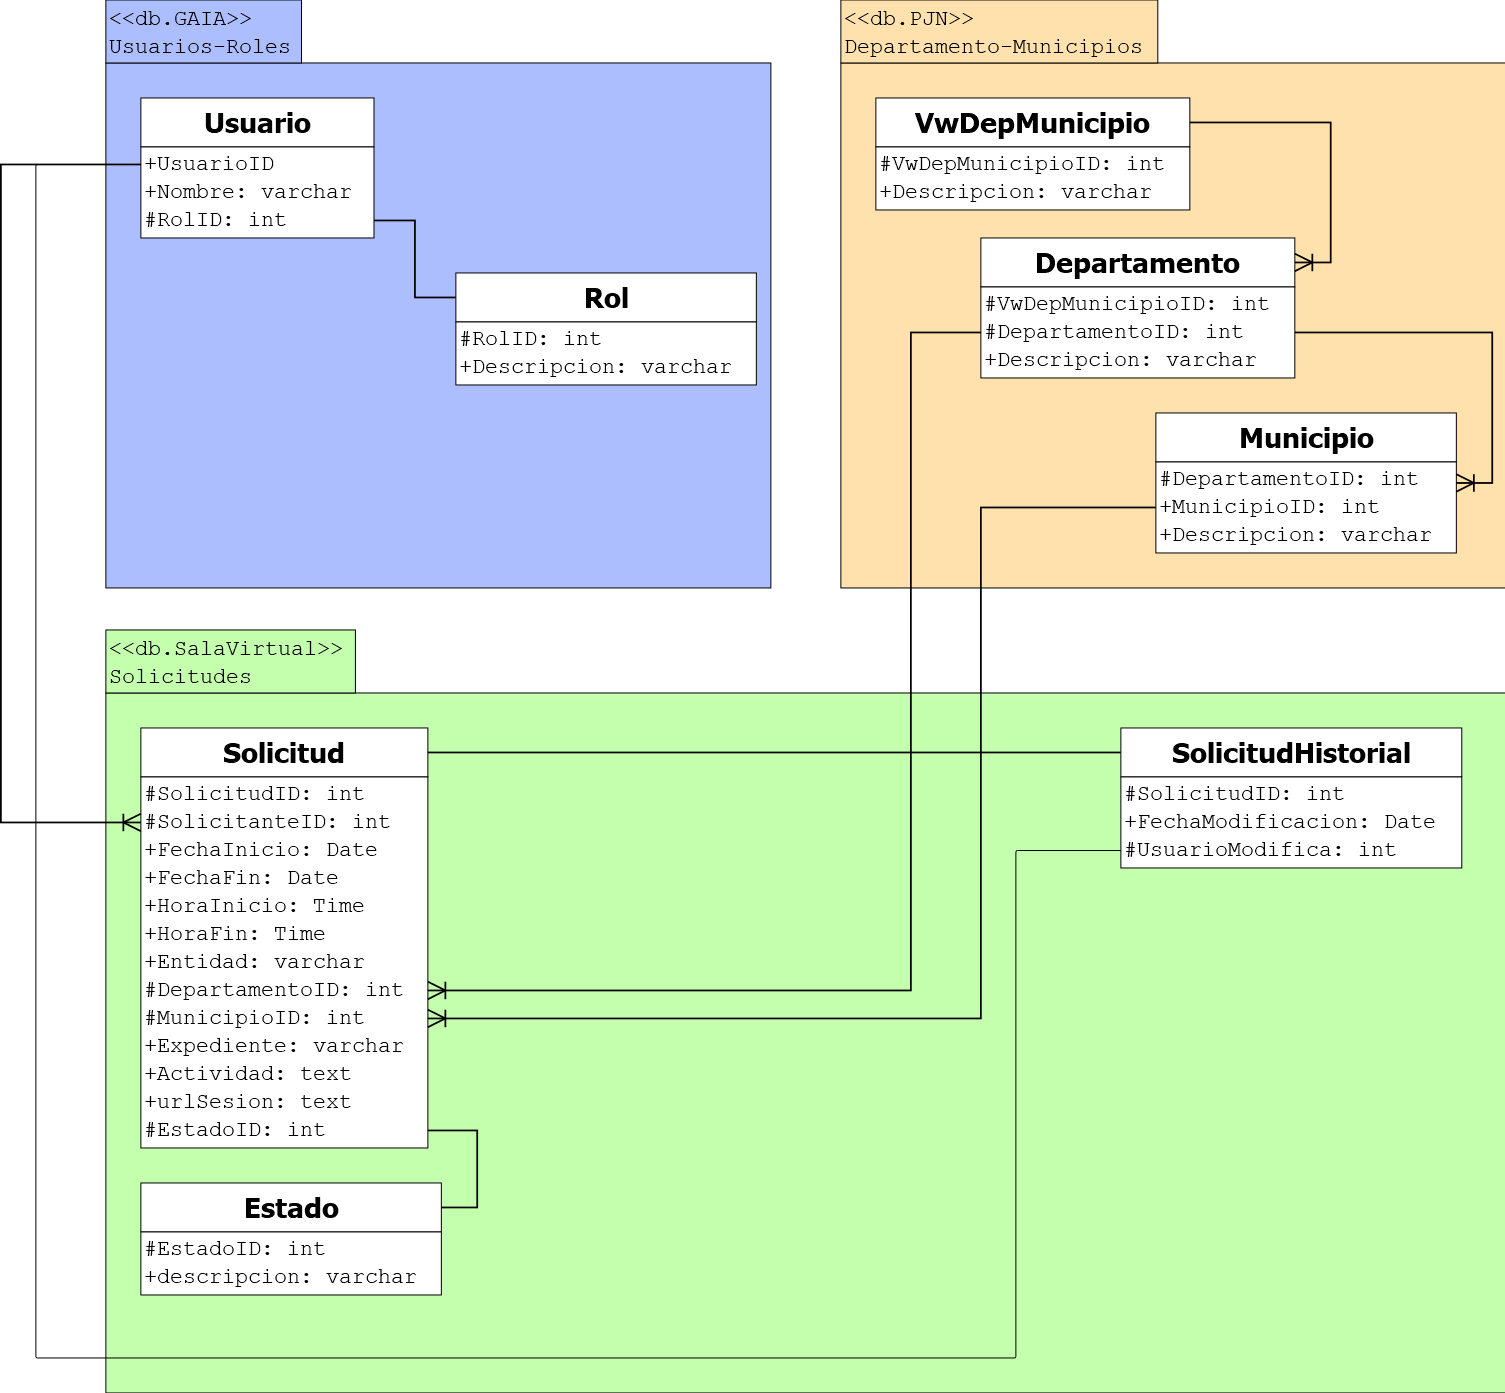 <<db.GAIA>>
Usuarios-Roles
Usuario
+UsuarioID
+Nombre: varchar
#RolID: int
Rol
#RolID: int
+Descripcion: varchar
<<db.PJN>>
Departamento-Municipios
VwDepMunicipio
#VwDepMunicipioID: int
+Descripcion: varchar
Departamento
#VwDepMunicipioID: int
#DepartamentoID: int
+Descripcion: varchar
Municipio
#DepartamentoID: int
+MunicipioID: int
+Descripcion: varchar
<<db.SalaVirtual>>
Solicitudes
Solicitud
#SolicitudID: int
#SolicitanteID: int
+FechaInicio: Date
+FechaFin: Date
+HoraInicio: Time
+HoraFin: Time
+Entidad: varchar
#DepartamentoID: int
#MunicipioID: int
+Expediente: varchar
+Actividad: text
+urlSesion: text
#EstadoID: int
Estado
#EstadoID: int
+descripcion: varchar
SolicitudHistorial
#SolicitudID: int
+FechaModificacion: Date
#UsuarioModifica: int